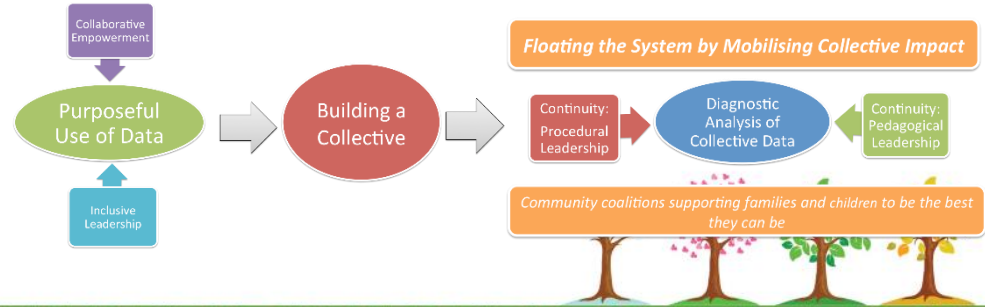 Collaborative
Empowerment
Purposeful
Use of Data
Inclusive
Leadership
Building a
Collective
Floating the System by Mobilising Collective Impact
Continuity:
Procedural
Leadership
Diagnostic
Analysis of
Collective Data
Continuity:
Pedagogical
Leadership
Community coalitions supporting families and children to be the best
they can be